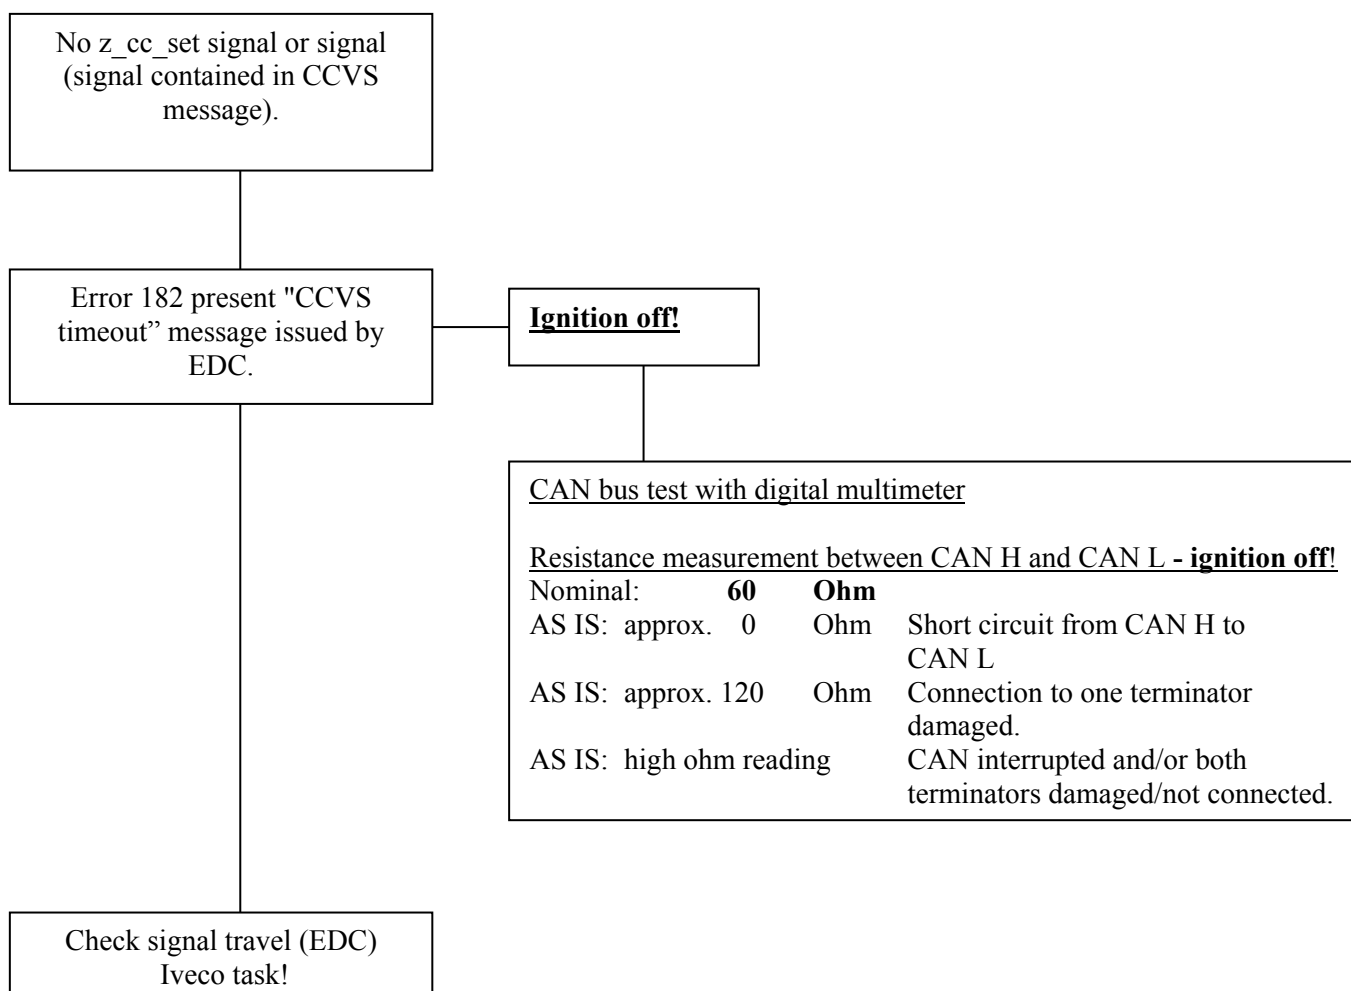 No z_cc_set signal or signal
(signal contained in CCVS
message).
Error 182 present "CCVS
timeout” message issued by
EDC.
Ignition off!
CAN bus test with digital multimeter
Resistance measurement between CAN H and CAN L - ignition off!
Nominal: 60 Ohm
AS IS: approx. 0 Ohm Short circuit from CAN H to
CAN L
AS IS: approx. 120 Ohm Connection to one terminator
damaged.
AS IS: high ohm reading CAN interrupted and/or both
terminators damaged/not connected.
Check signal travel (EDC)
Iveco task!